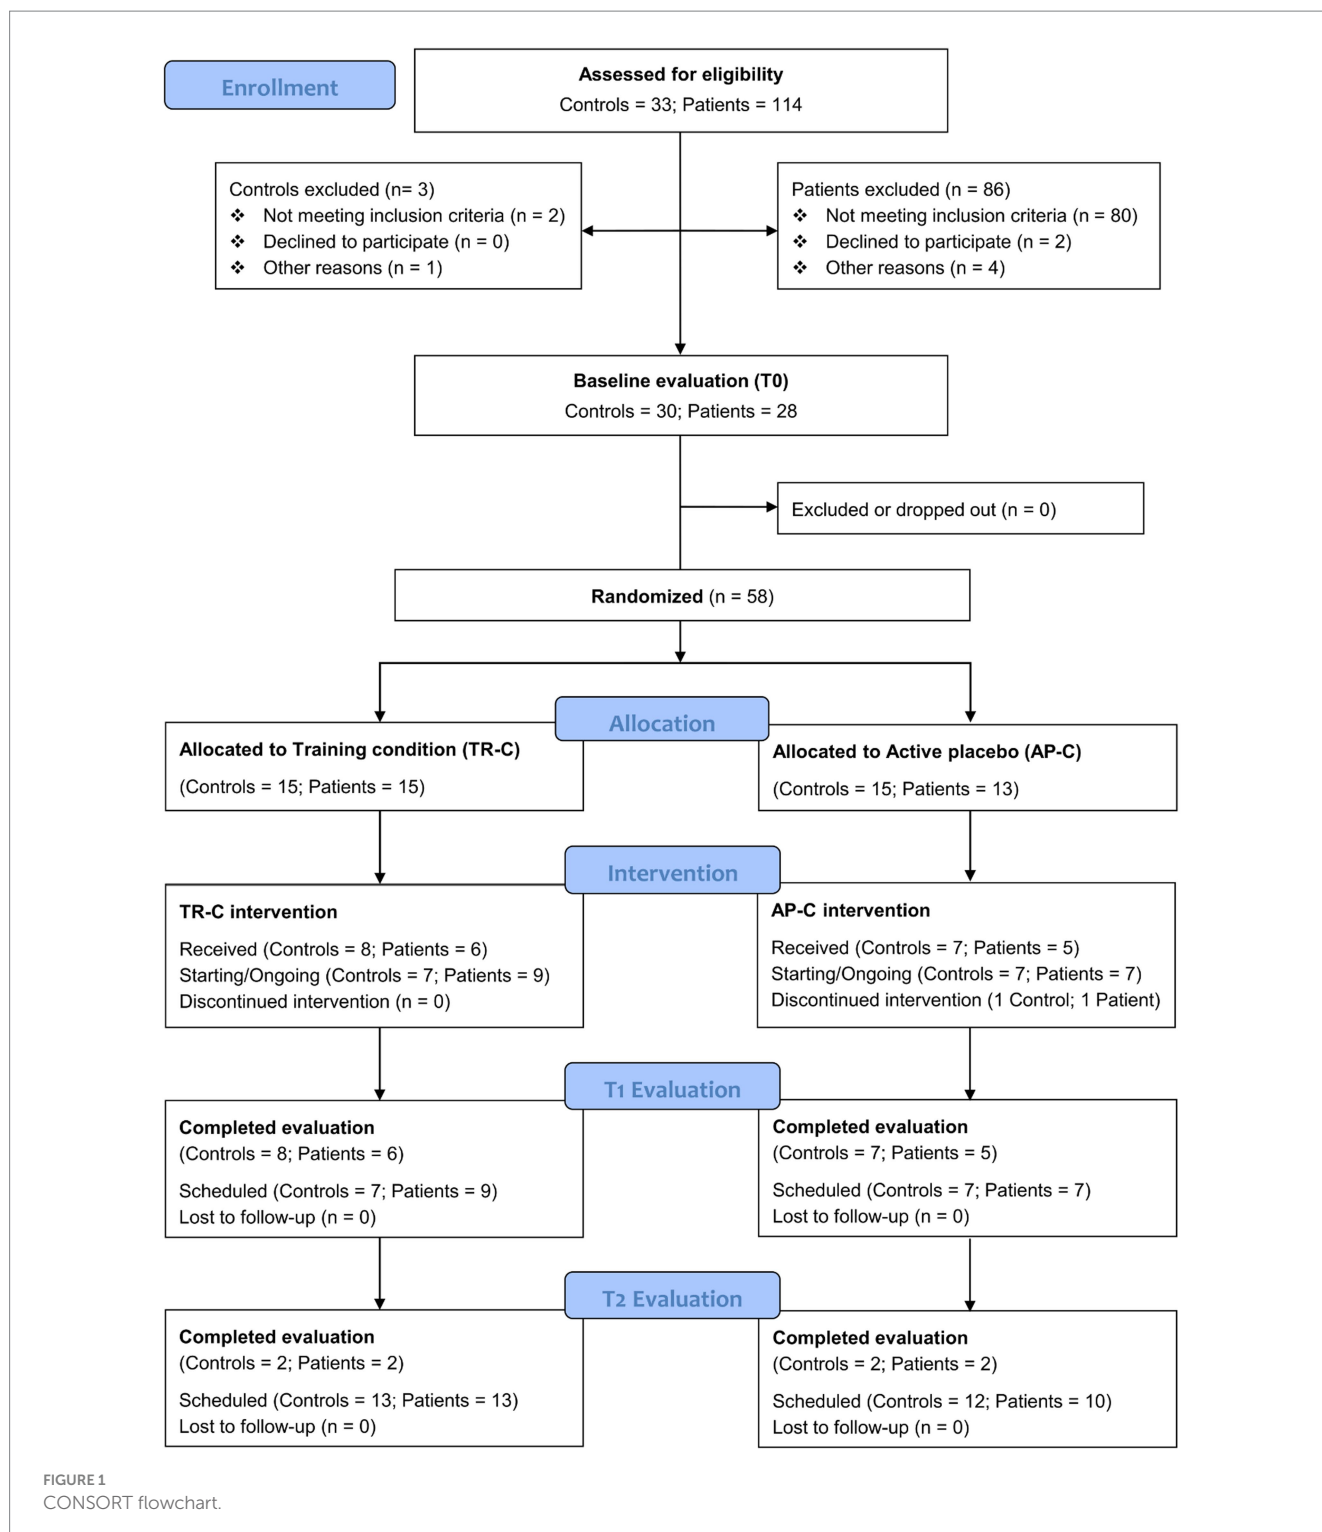 Enrollment
Assessed for eligibility
Controls = 33; Patients = 114
Controls excluded (n= 3)
❖ Not meeting inclusion criteria (n = 2)
❖ Declined to participate (n = 0)
❖ Other reasons (n = 1)
Patients excluded (n = 86)
❖ Not meeting inclusion criteria (n = 80)
❖ Declined to participate (n = 2)
❖ Other reasons (n = 4)
Baseline evaluation (T0)
Controls = 30; Patients = 28
Excluded or dropped out (n = 0)
Randomized (n = 58)
Allocation
Allocated to Training condition (TR-C)
(Controls = 15; Patients = 15)
Allocated to Active placebo (AP-C)
(Controls = 15; Patients = 13)
Intervention
TR-C intervention
Received (Controls = 8; Patients = 6)
Starting/Ongoing (Controls = 7; Patients = 9)
Discontinued intervention (n = 0)
AP-C intervention
Received (Controls = 7; Patients = 5)
Starting/Ongoing (Controls = 7; Patients = 7)
Discontinued intervention (1 Control; 1 Patient)
T1 Evaluation
Completed evaluation
(Controls = 8; Patients = 6)
Scheduled (Controls = 7; Patients = 9)
Lost to follow-up (n = 0)
Completed evaluation
(Controls = 7; Patients = 5)
Scheduled (Controls = 7; Patients = 7)
Lost to follow-up (n = 0)
T2 Evaluation
Completed evaluation
(Controls = 2; Patients = 2)
Scheduled (Controls = 13; Patients = 13)
Lost to follow-up (n = 0)
Completed evaluation
(Controls = 2; Patients = 2)
Scheduled (Controls = 12; Patients = 10)
Lost to follow-up (n = 0)
FIGURE 1
CONSORT flowchart.